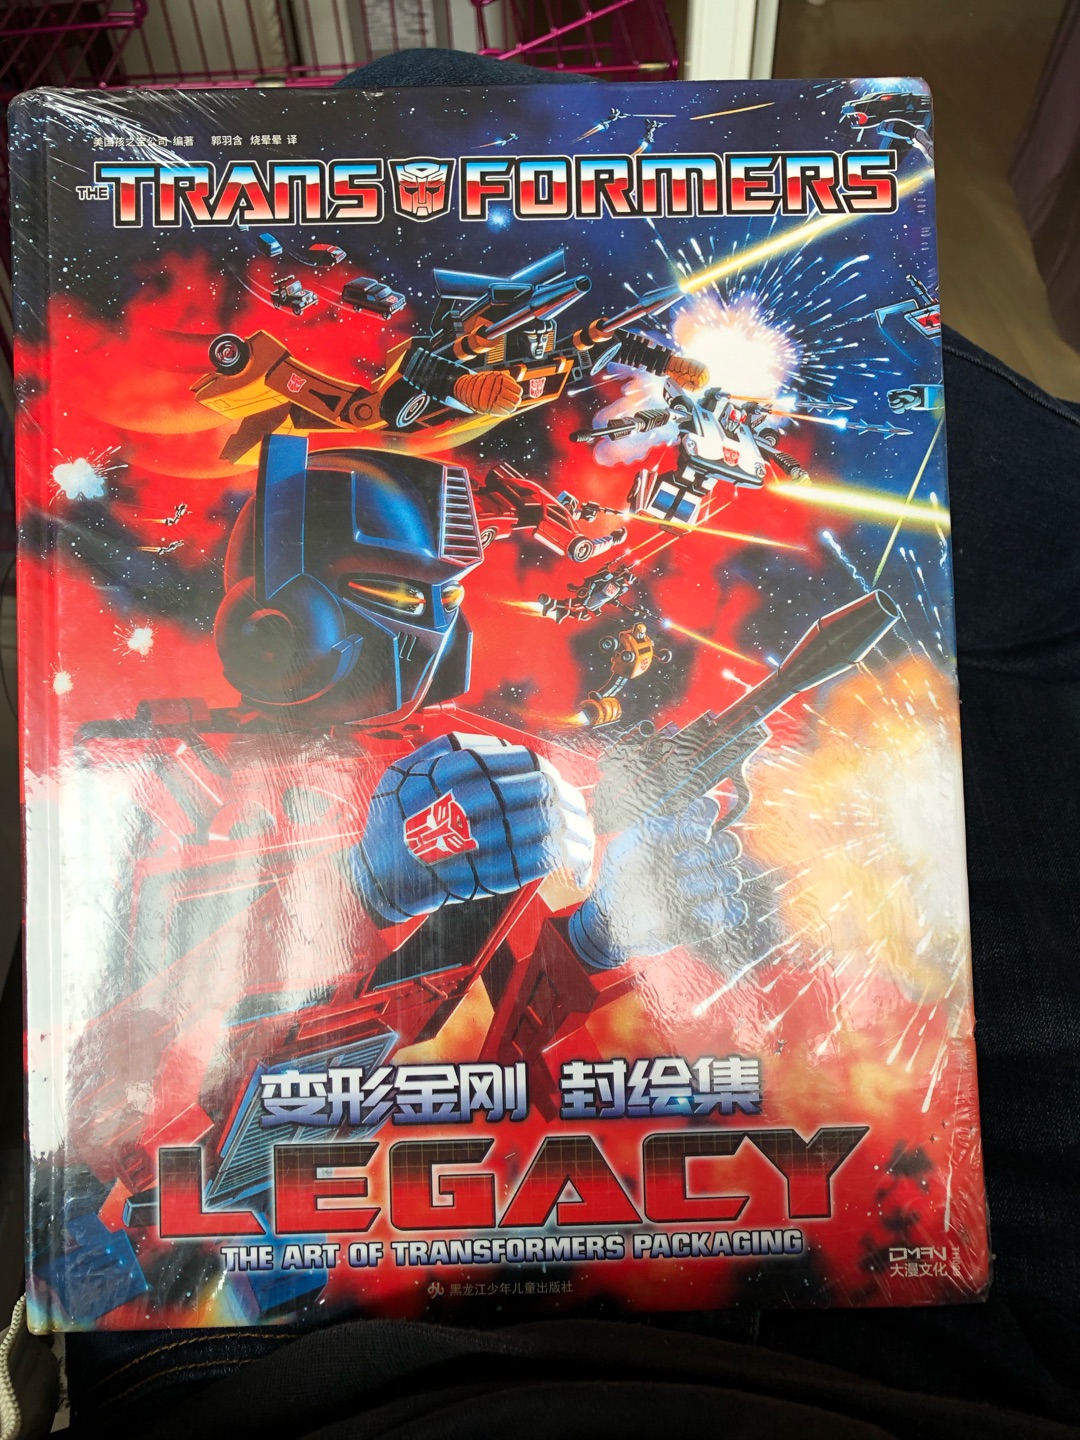 美国孩之宝公司 编著 郭羽含 烧晕晕 译
THE TRANSFORMERS
变形金刚 封绘集
LEGACY
THE ART OF TRANSFORMERS PACKAGING
DMEN
大漫文化
黑龙江少年儿童出版社